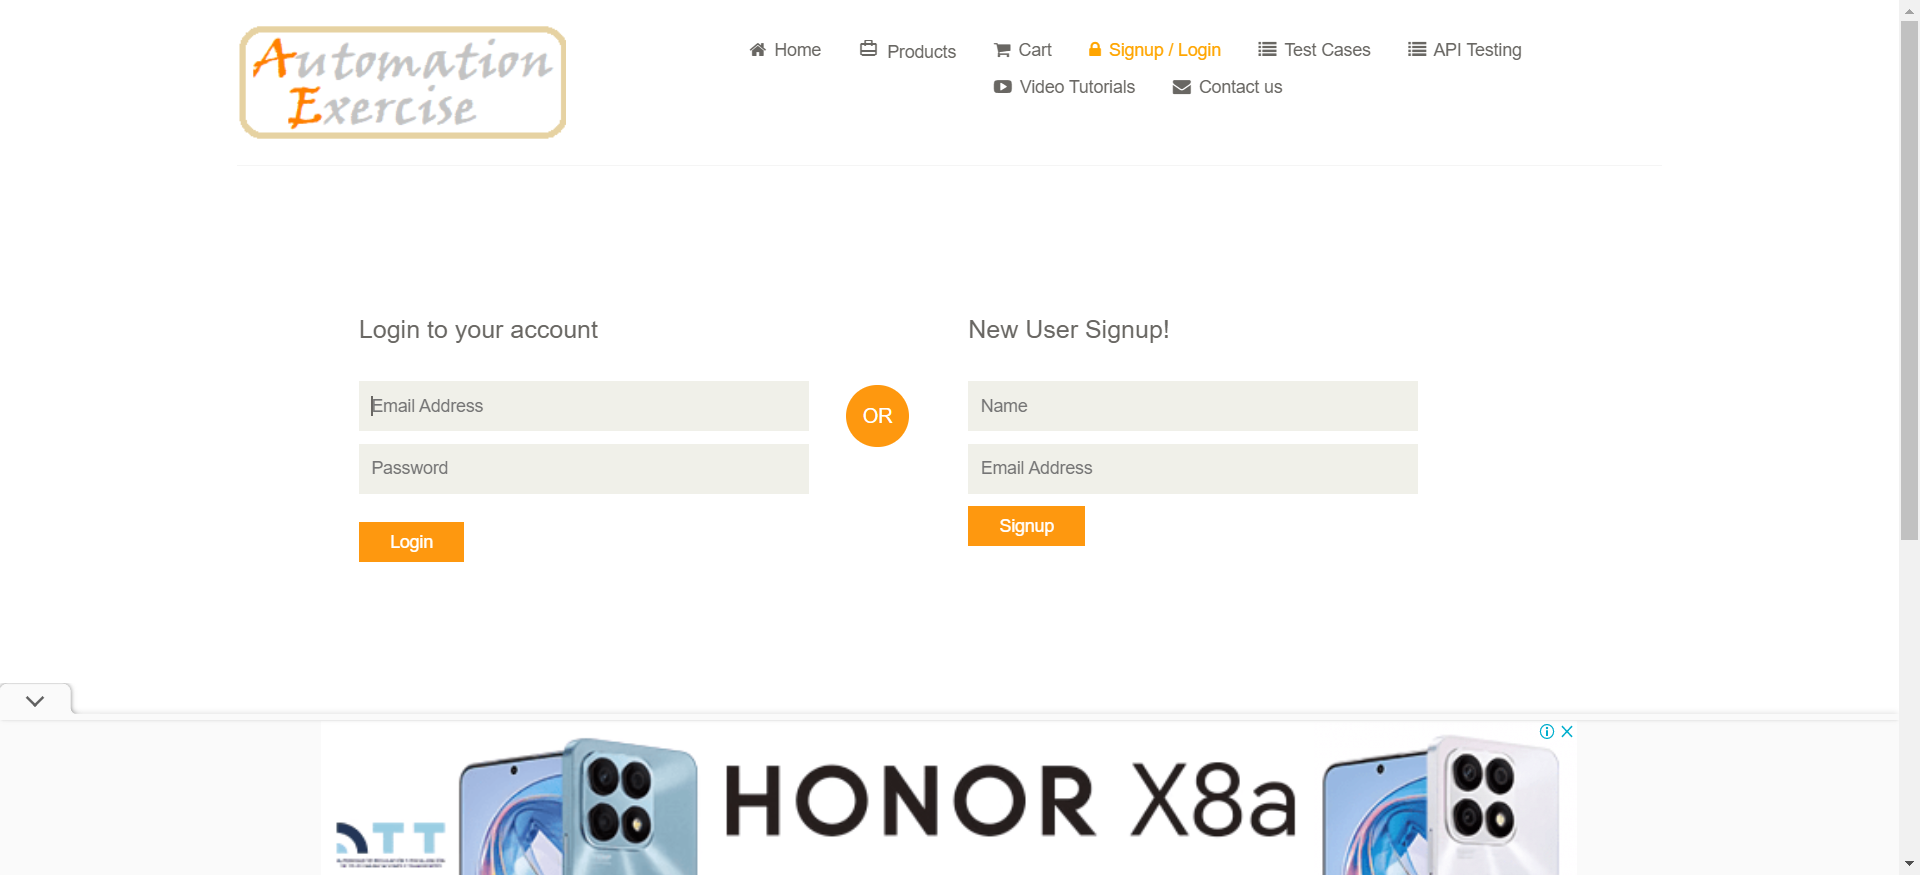 Automation
Exercise
Home
Products
Cart
Signup / Login
Test Cases
API Testing
Video Tutorials
Contact us
Login to your account
Email Address
Password
Login
OR
New User Signup!
Name
Email Address
Signup
HONOR X8a